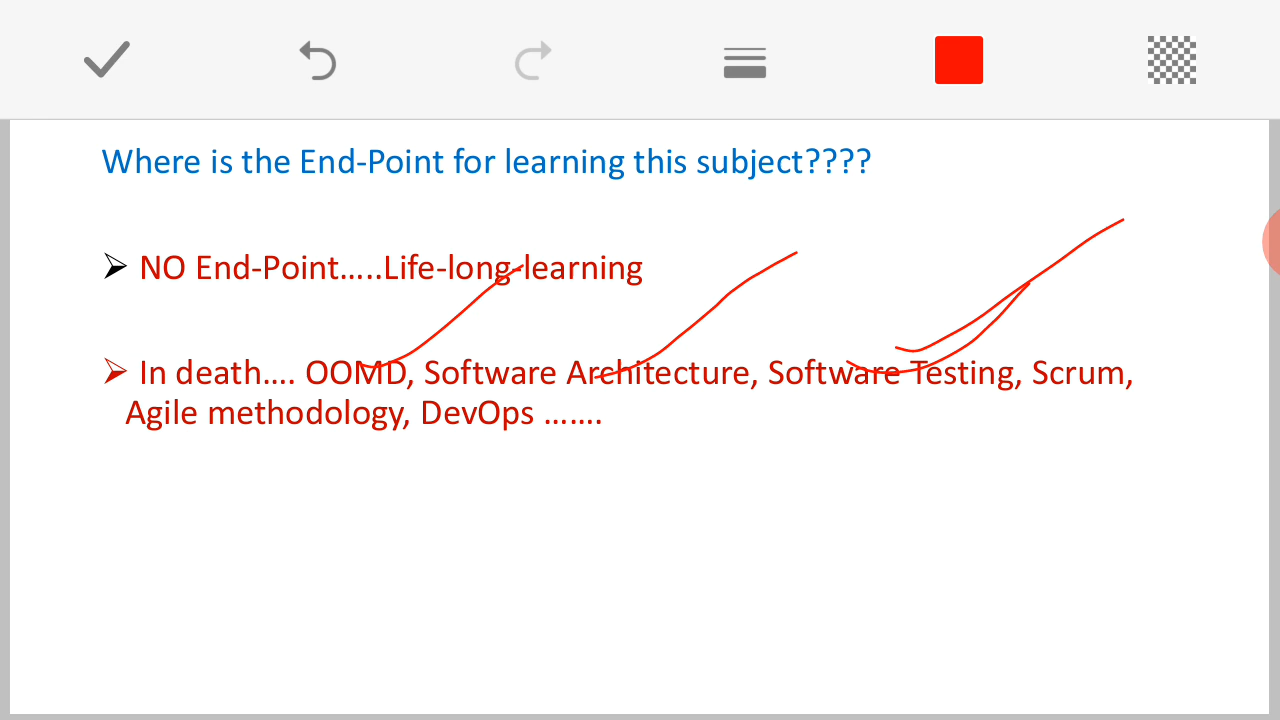 Where is the End-Point for learning this subject????
NO End-Point.....Life-long-learning
In death.... OOMD, Software Architecture, Software Testing, Scrum,
Agile methodology, DevOps .......